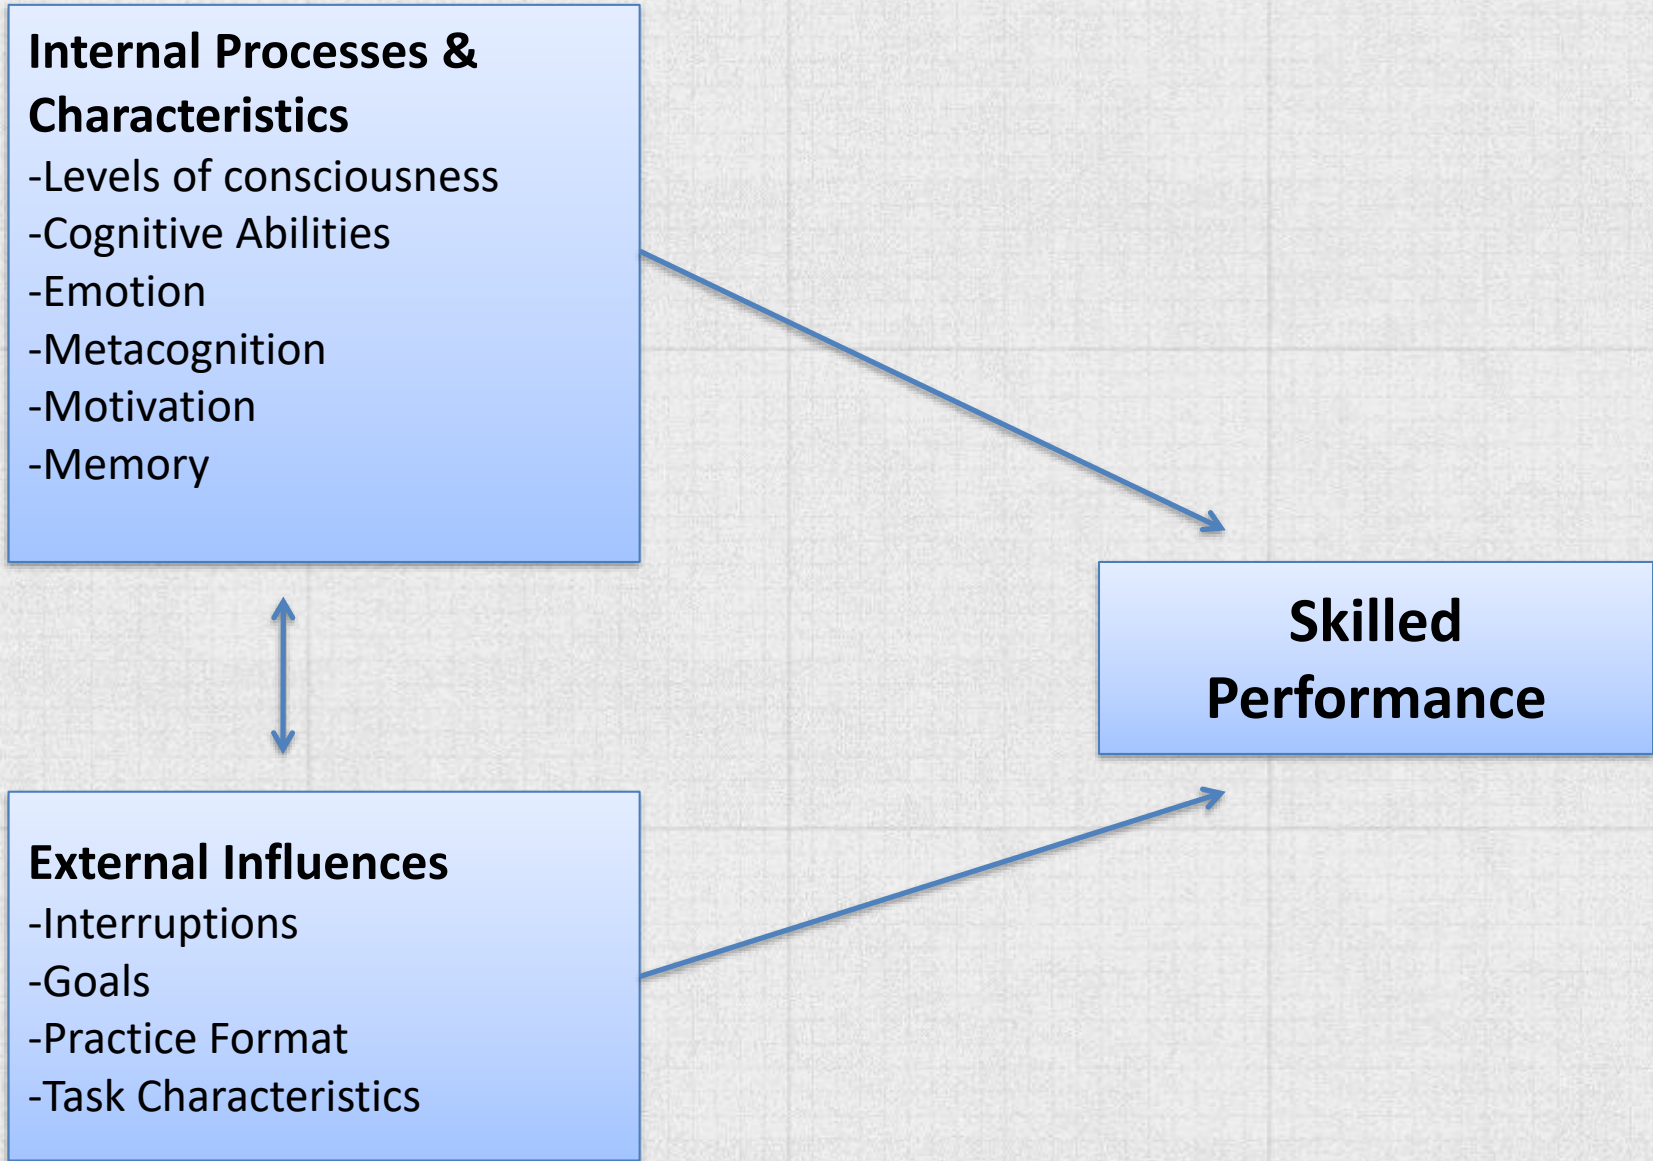 Internal Processes &
Characteristics
-Levels of consciousness
-Cognitive Abilities
-Emotion
-Metacognition
-Motivation
-Memory
Skilled
Performance
External Influences
-Interruptions
-Goals
-Practice Format
-Task Characteristics